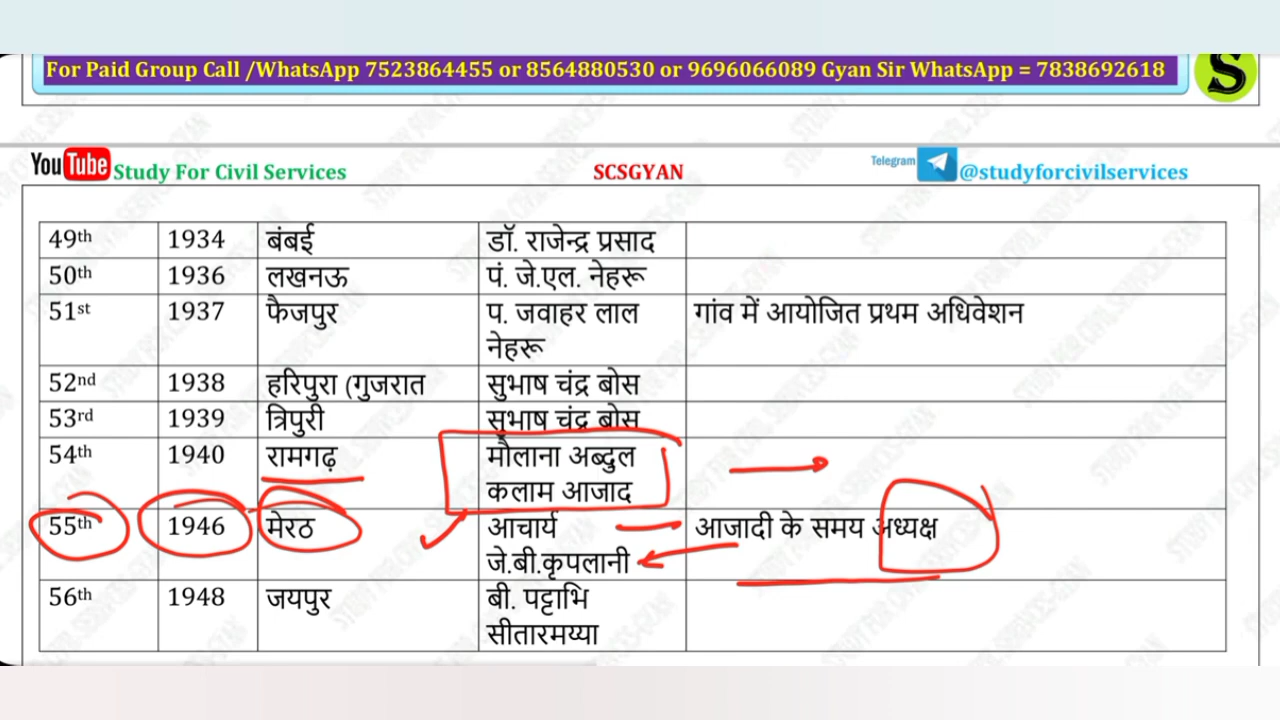 For Paid Group Call /WhatsApp 7523864455 or 8564880530 or 9696066089 Gyan Sir WhatsApp = 7838692618
S
YouTube Study For Civil Services SCSGYAN Telegram @studyforcivilservices
49th 1934 बंबई डॉ. राजेन्द्र प्रसाद
50th 1936 लखनऊ पं. जे.एल. नेहरू
51st 1937 फैजपुर प. जवाहर लाल गांव में आयोजित प्रथम अधिवेशन
नेहरू
52nd 1938 हरिपुरा (गुजरात सुभाष चंद्र बोस
53rd 1939 त्रिपुरी सुभाष चंद्र बोस
54th 1940 रामगढ़ मौलाना अब्दुल
कलाम आजाद
55th 1946 मेरठ आचार्य आजादी के समय अध्यक्ष
जे.बी.कृपलानी
56th 1948 जयपुर बी. पट्टाभि
सीतारमय्या